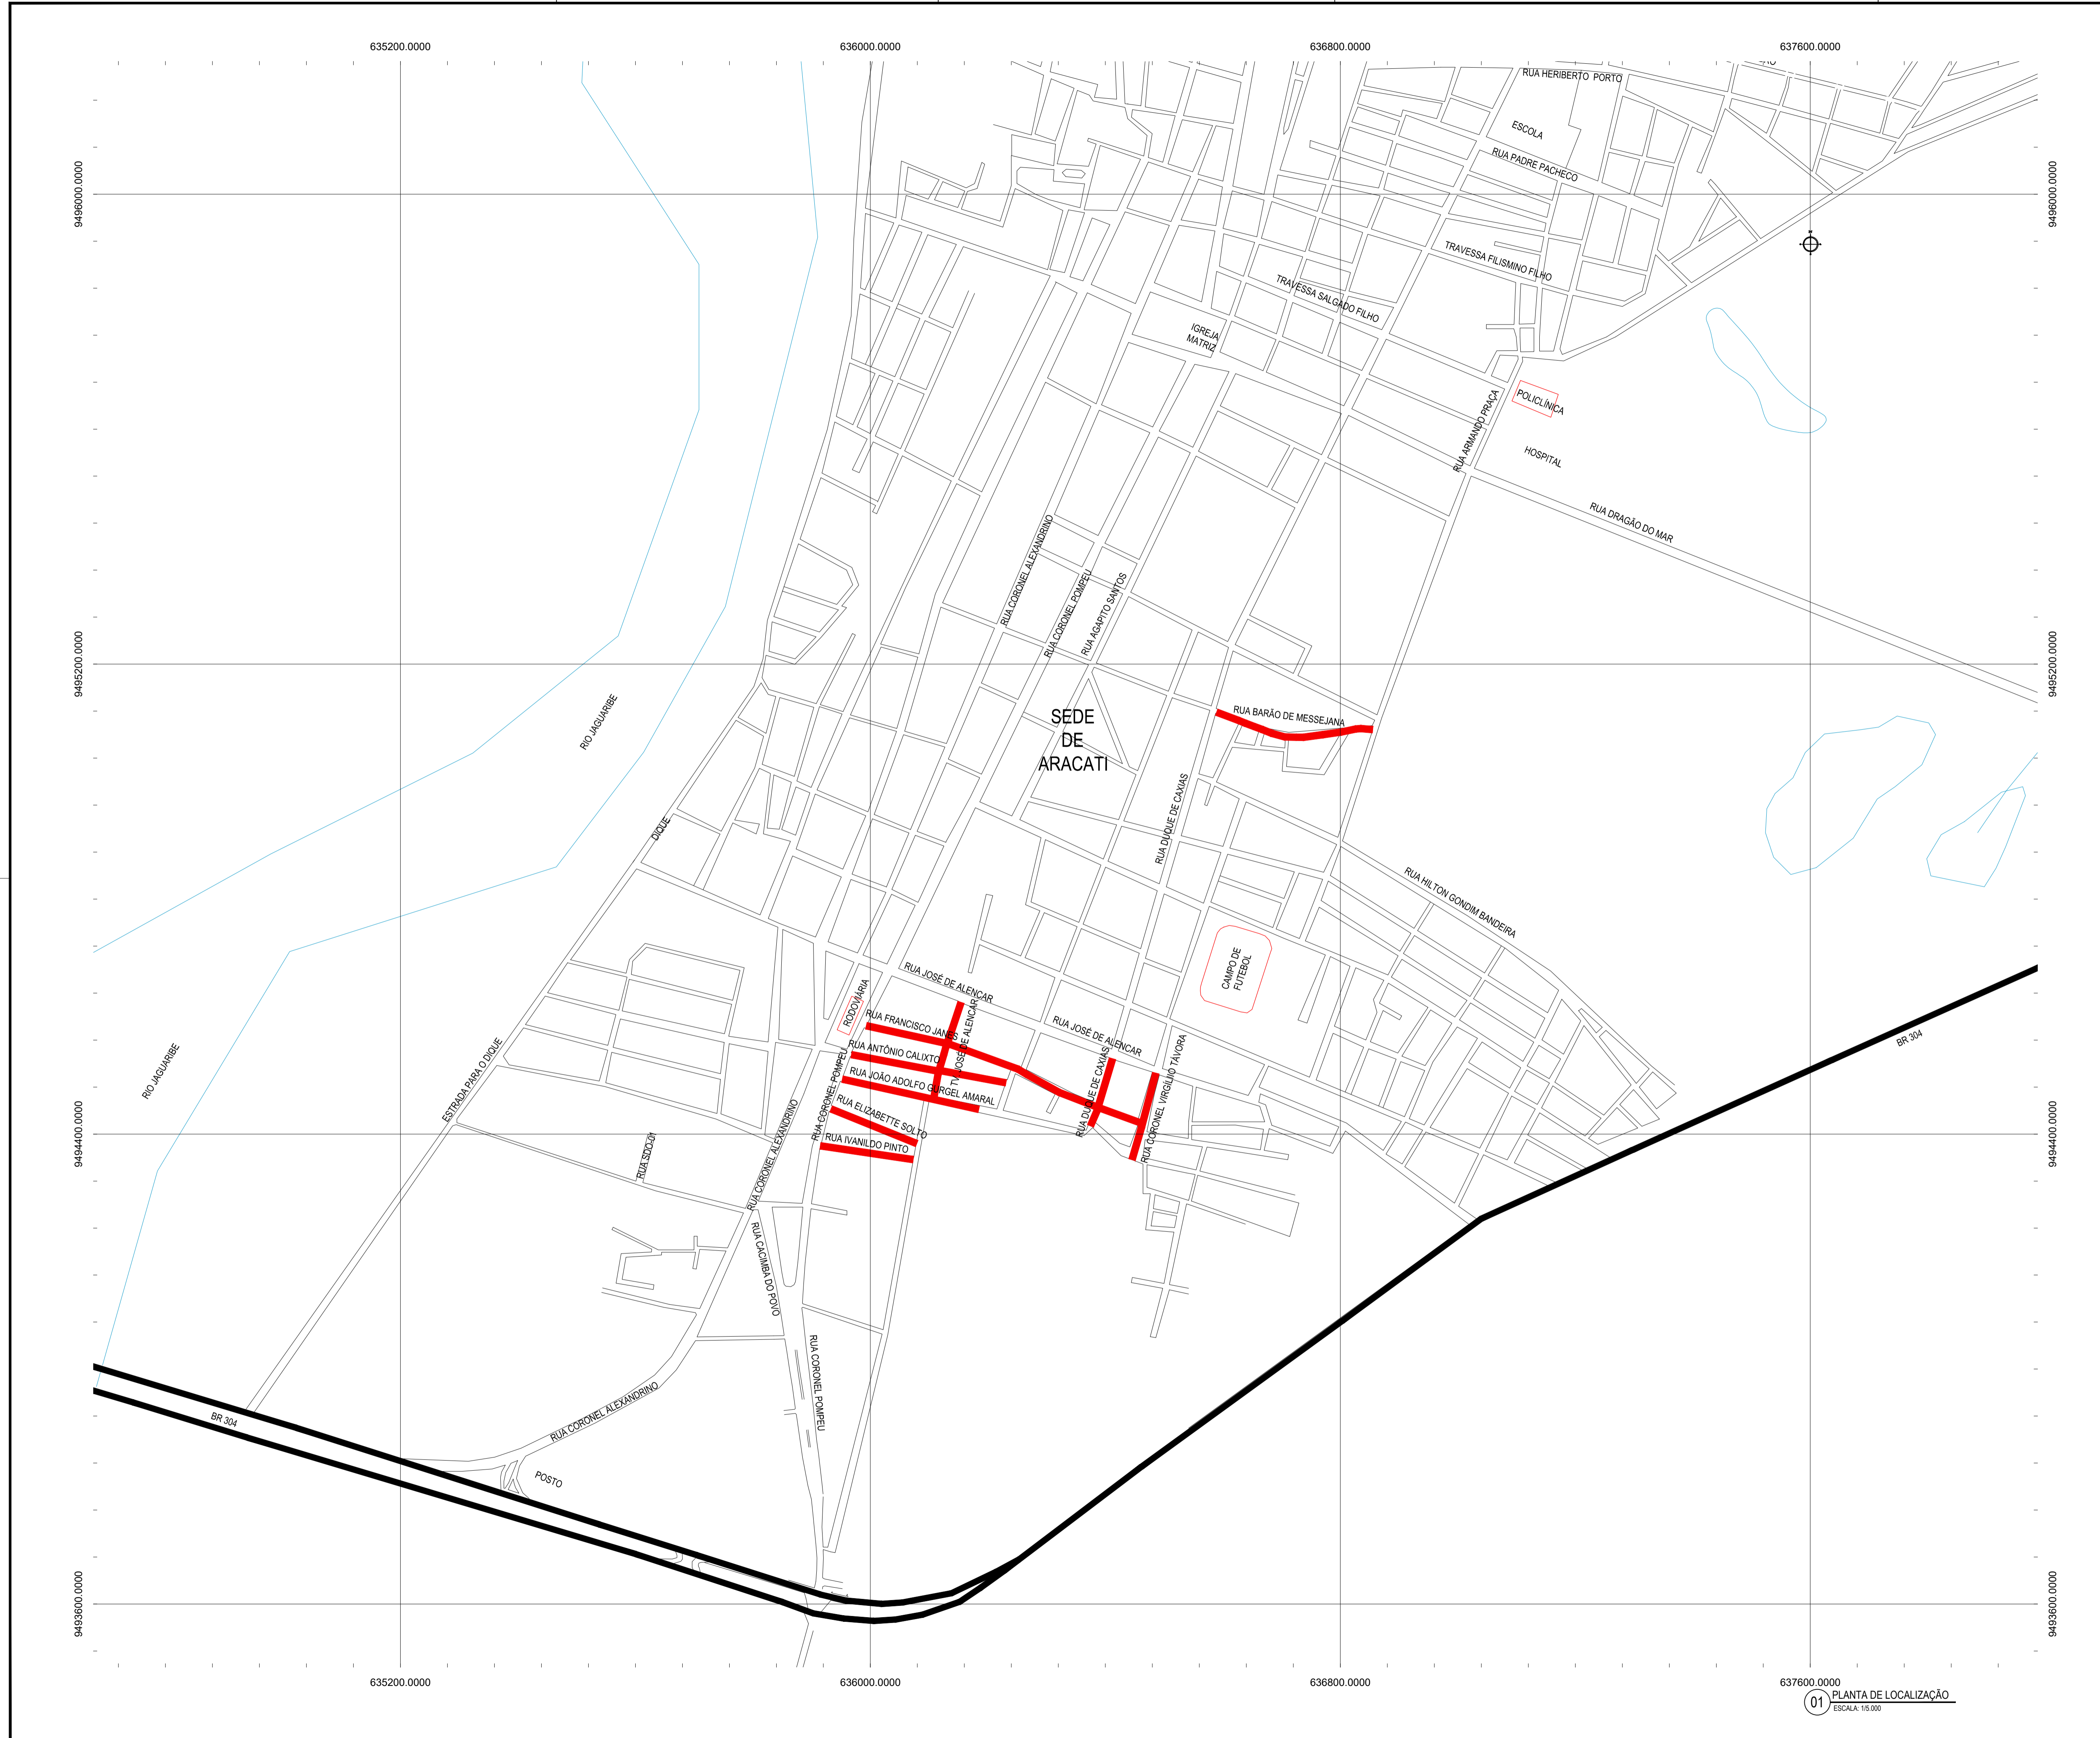 635200.0000
636000.0000
636800.0000
637600.0000
RUA HERIBERTO PORTO
ESCOLA
RUA PADRE PACHECO
9496000.0000
9496000.0000
TRAVESSA FILISMINO FILHO
TRAVESSA SALGADO FILHO
IGREJA
MATRIZ
POLICLÍNICA
RUA ARMANDO PRAÇA
HOSPITAL
RUA DRAGÃO DO MAR
RUA CORONEL ALEXANDRINO
RUA CORONEL POMPEU
RUA AGAPITO SANTOS
9495200.0000
9495200.0000
RIO JAGUARIBE
SEDE
DE
ARACATI
RUA BARÃO DE MESSEJANA
DIQUE
RUA DUQUE DE CAXIAS
RUA HILTON GONDIM BANDEIRA
CAMPO DE
FUTEBOL
RUA JOSÉ DE ALENCAR
RODOVIÁRIA
RUA FRANCISCO JANES
TV. JOSÉ DE ALENCAR
RUA JOSÉ DE ALENCAR
BR 304
RUA ANTÔNIO CALIXTO
RUA JOÃO ADOLFO GURGEL AMARAL
RUA ELIZABETTE SOLTO
RUA IVANILDO PINTO
RUA CORONEL POMPEU
RUA DUQUE DE CAXIAS
RUA CORONEL VIRGÍLIO TÁVORA
RIO JAGUARIBE
ESTRADA PARA O DIQUE
9494400.0000
9494400.0000
RUA SDO-01
RUA CORONEL ALEXANDRINO
RUA CACIMBA DO POVO
RUA CORONEL POMPEU
RUA CORONEL ALEXANDRINO
BR 304
POSTO
9493600.0000
9493600.0000
635200.0000
636000.0000
636800.0000
637600.0000
01
PLANTA DE LOCALIZAÇÃO
ESCALA: 1/5.000